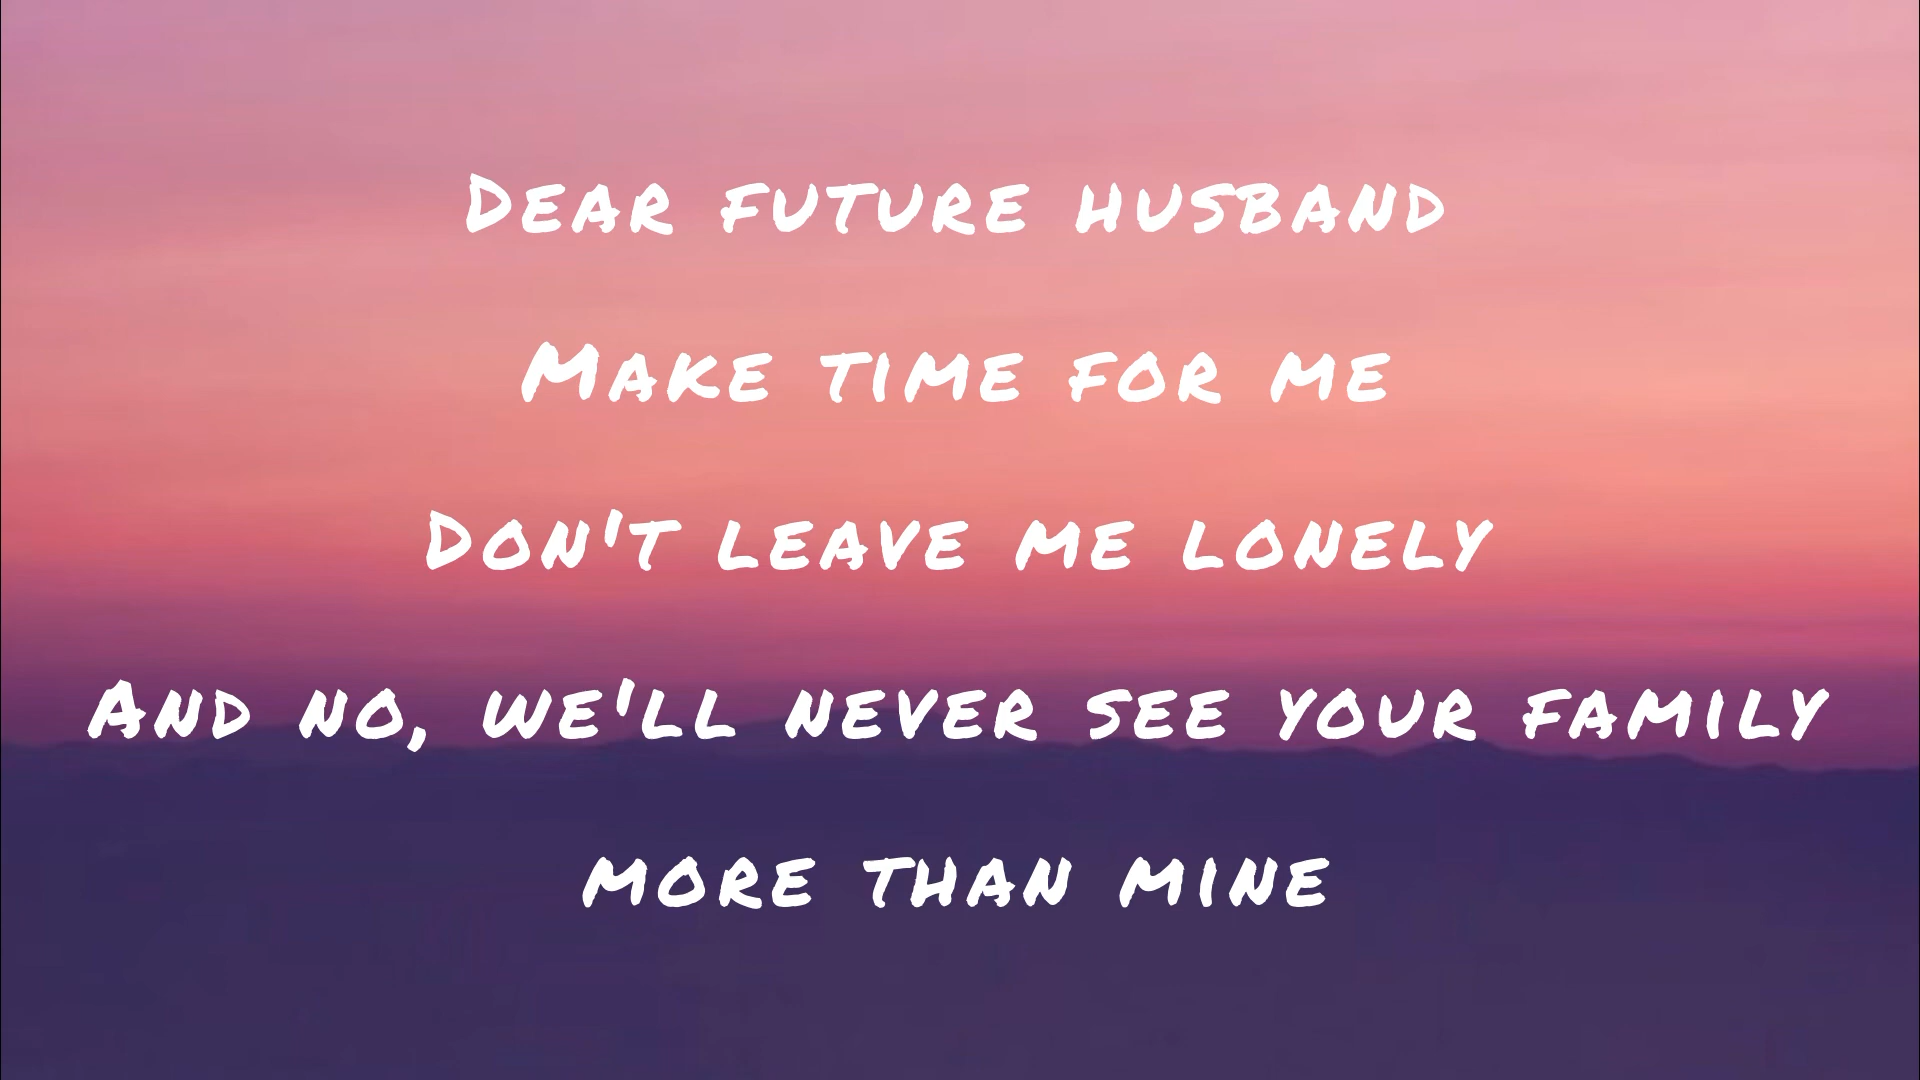 Dear future husband
Make time for me
Don't leave me lonely
And no, we'll never see your family
more than mine